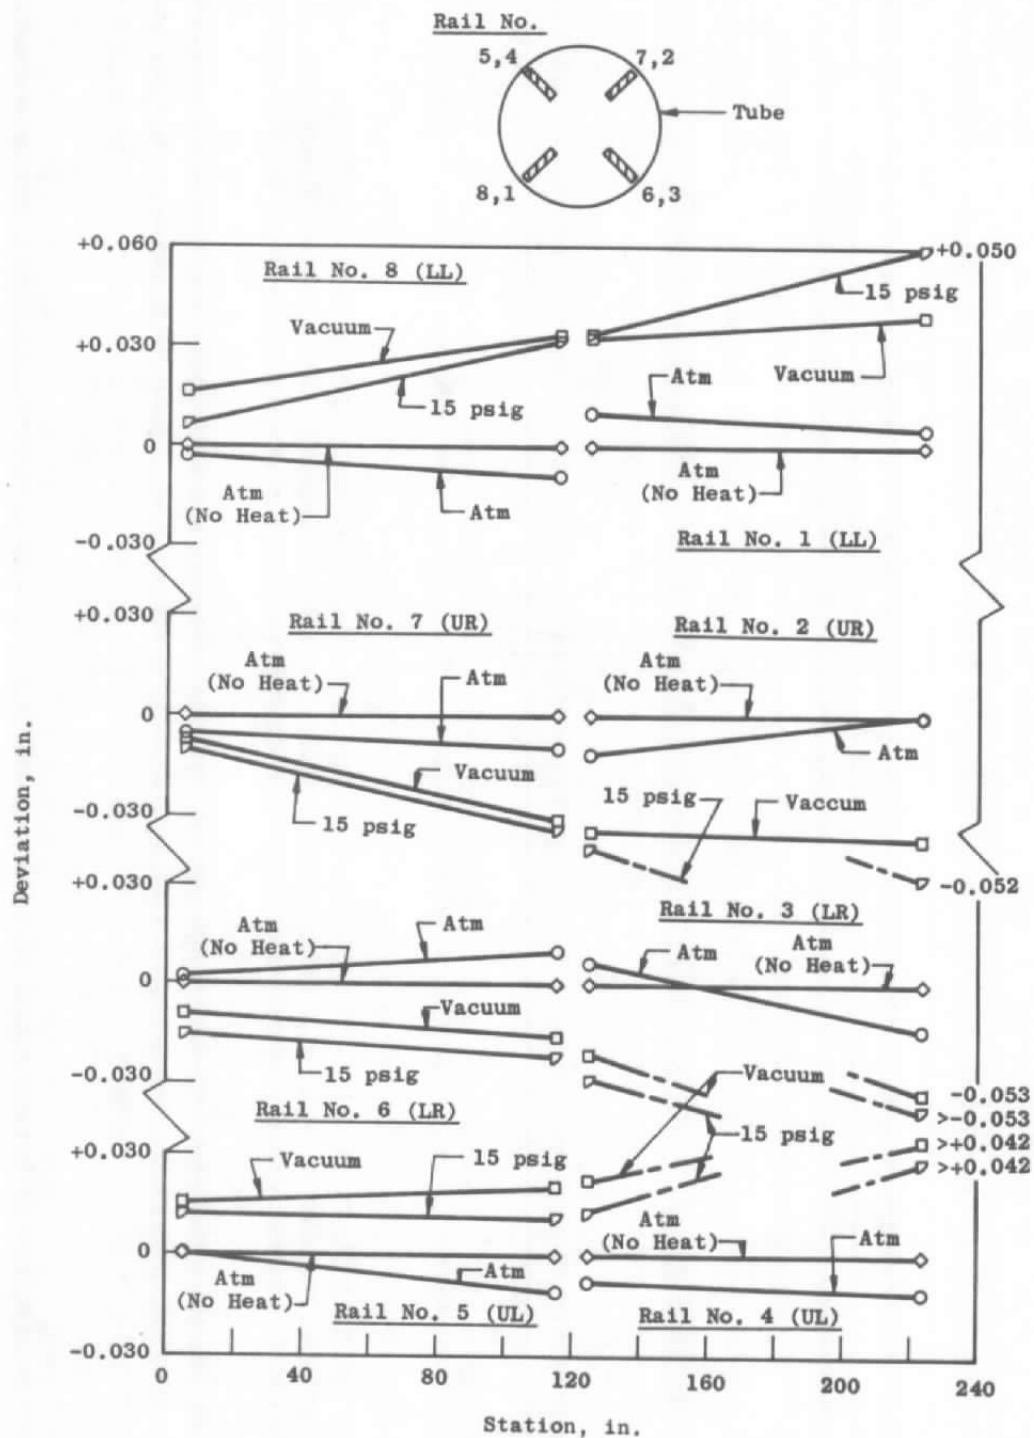 Rail No.
5,4
7,2
Tube
8,1
6,3
+0.060
+0.050
Rail No. 8 (LL)
15 psig
Vacuum
+0.030
Atm
Vacuum
15 psig
0
Atm
(No Heat)
Atm
Atm
(No Heat)
-0.030
Rail No. 1 (LL)
+0.030
Rail No. 7 (UR)
Rail No. 2 (UR)
Atm
(No Heat)
Atm
Atm
(No Heat)
0
Atm
Vacuum
15 psig
Vaccum
-0.030
15 psig
+0.030
-0.052
Rail No. 3 (LR)
Atm
(No Heat)
Atm
Atm
Atm
(No Heat)
0
Vacuum
15 psig
-0.030
Vacuum
-0.053
>-0.053
Rail No. 6 (LR)
15 psig
>+0.042
+0.030
Vacuum
15 psig
>+0.042
Atm
(No Heat)
Atm
0
Atm
(No Heat)
Atm
Rail No. 5 (UL)
Rail No. 4 (UL)
-0.030
0
40
80
120
160
200
240
Station, in.
Deviation, in.